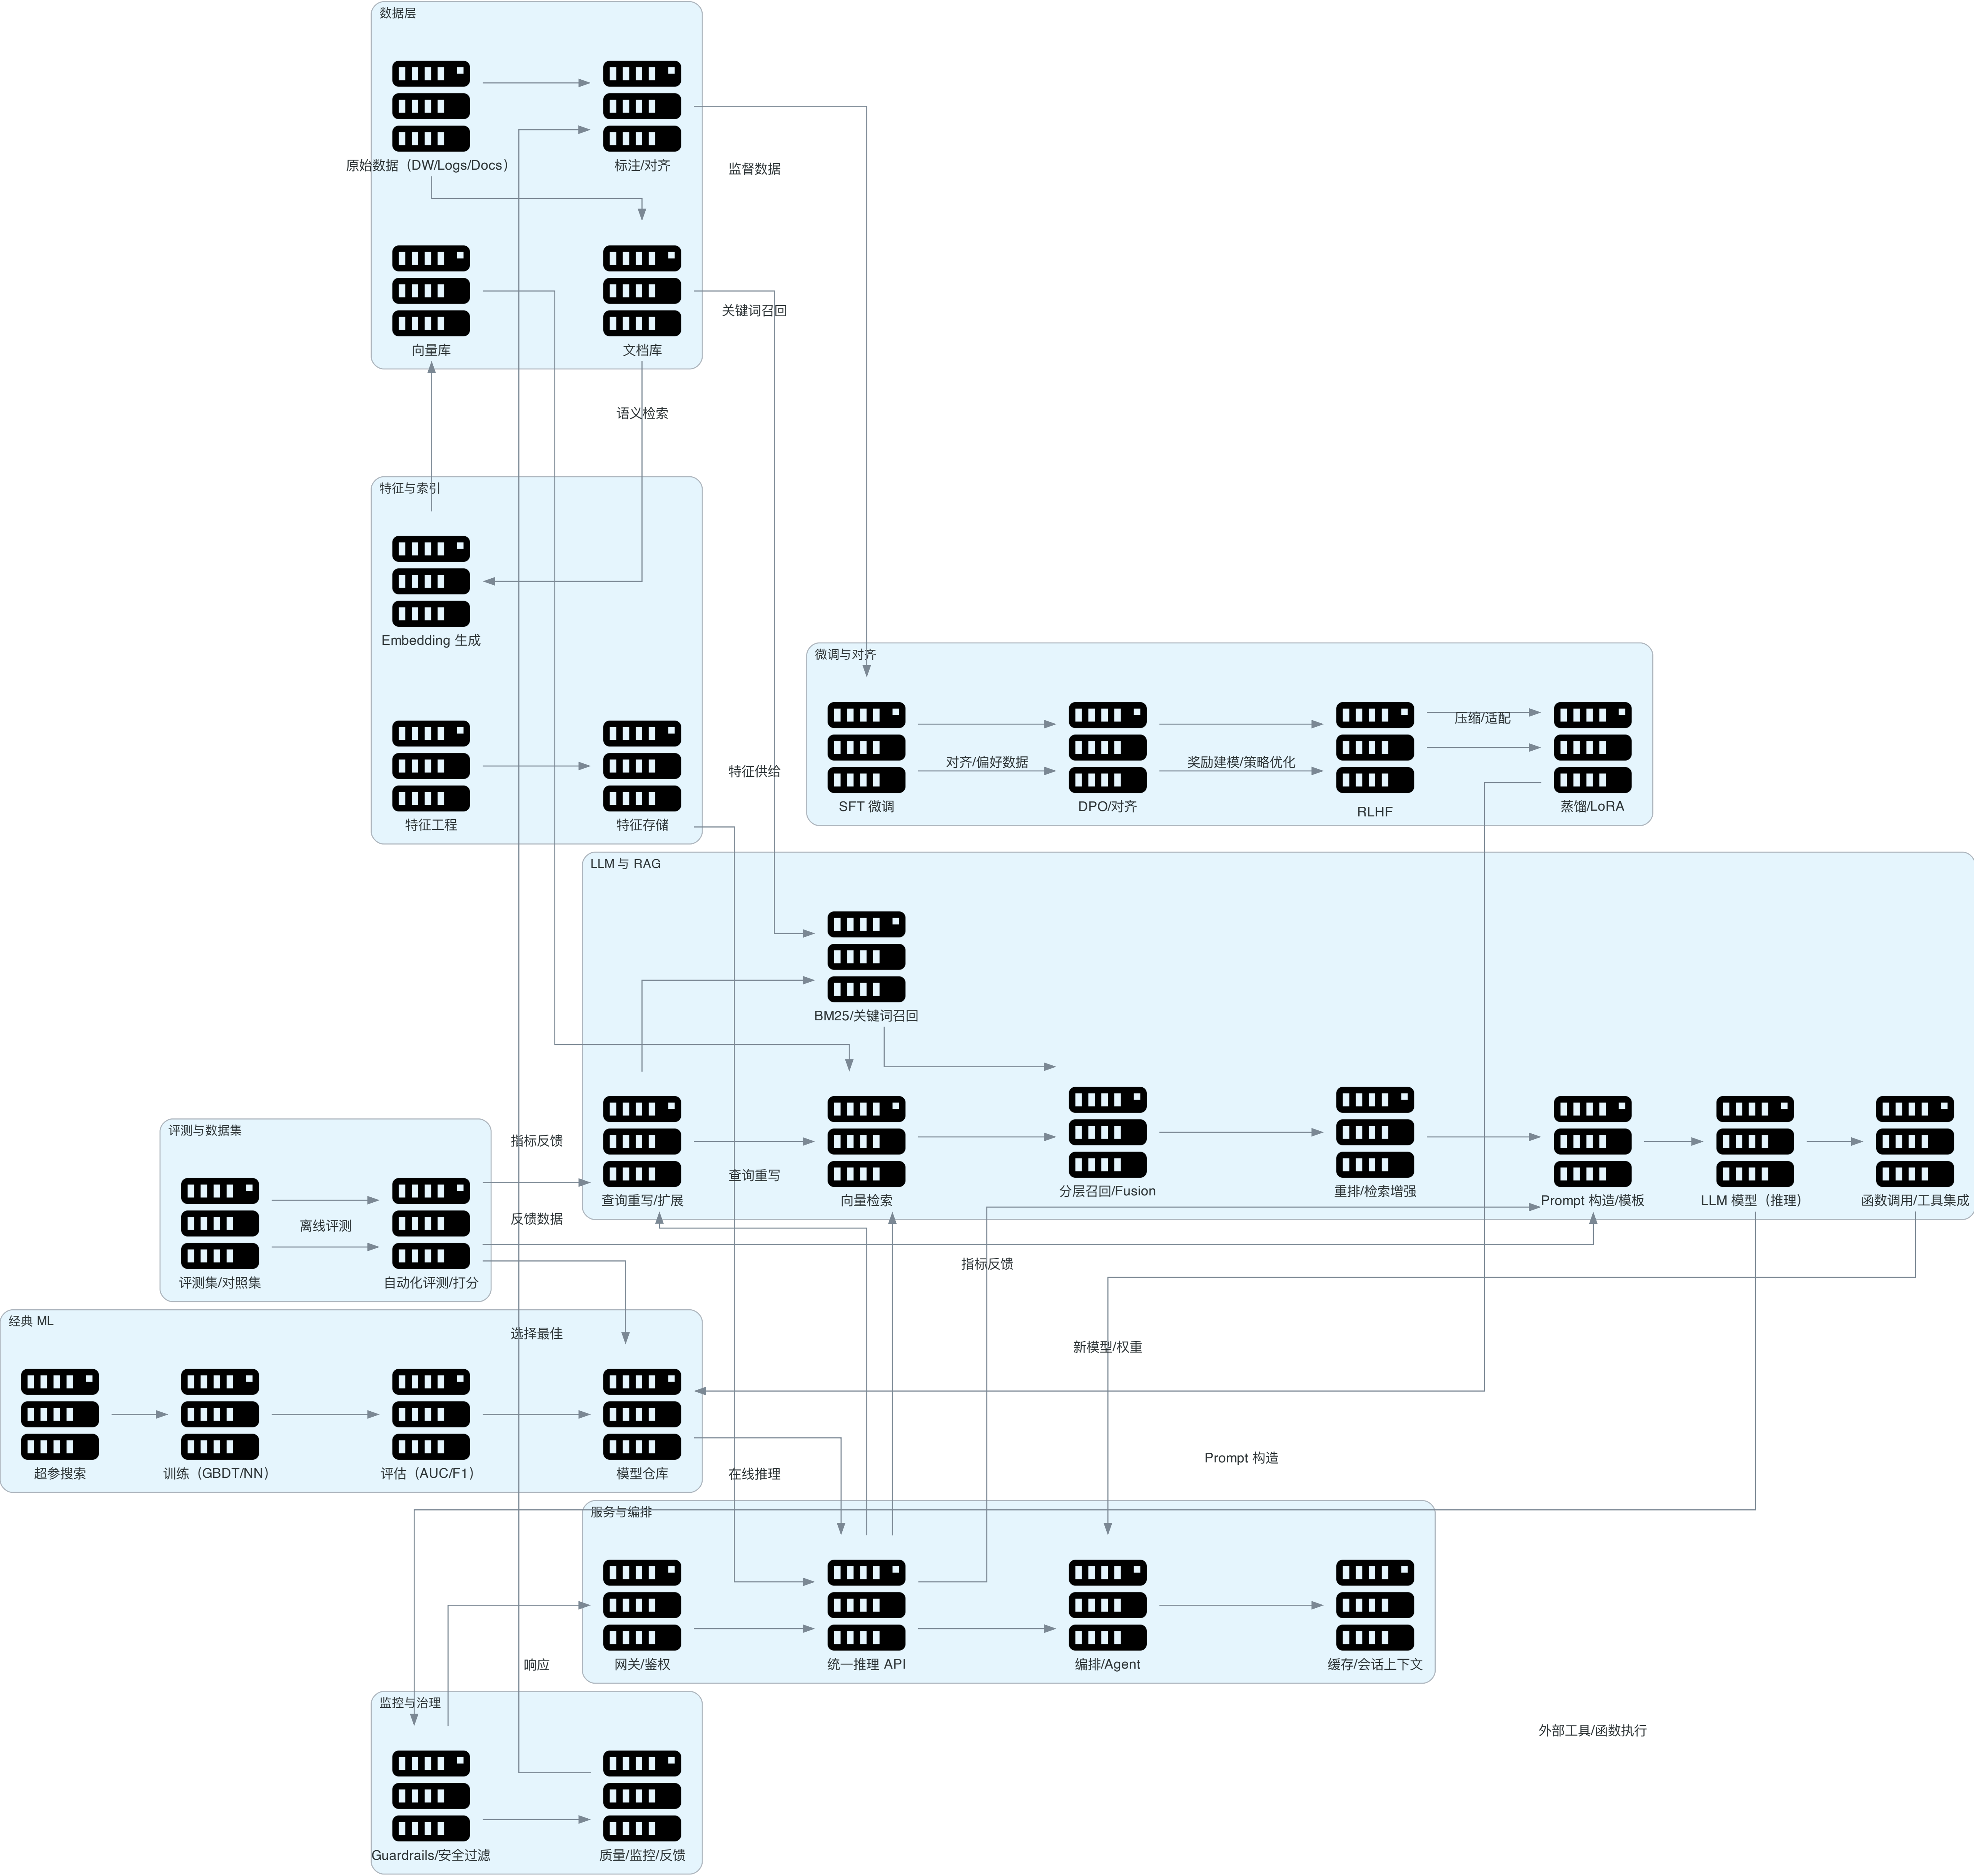 数据层
原始数据（DW/Logs/Docs）
标注/对齐
监督数据
关键词召回
向量库
文档库
语义检索
特征与索引
Embedding 生成
特征供给
特征工程
特征存储
微调与对齐
压缩/适配
对齐/偏好数据
奖励建模/策略优化
SFT 微调
DPO/对齐
RLHF
蒸馏/LoRA
LLM 与 RAG
BM25/关键词召回
查询重写
查询重写/扩展
向量检索
分层召回/Fusion
重排/检索增强
Prompt 构造/模板
LLM 模型（推理）
函数调用/工具集成
评测与数据集
指标反馈
反馈数据
离线评测
评测集/对照集
自动化评测/打分
指标反馈
经典 ML
选择最佳
新模型/权重
超参搜索
训练（GBDT/NN）
评估（AUC/F1）
模型仓库
在线推理
Prompt 构造
服务与编排
网关/鉴权
统一推理 API
编排/Agent
缓存/会话上下文
响应
监控与治理
外部工具/函数执行
Guardrails/安全过滤
质量/监控/反馈